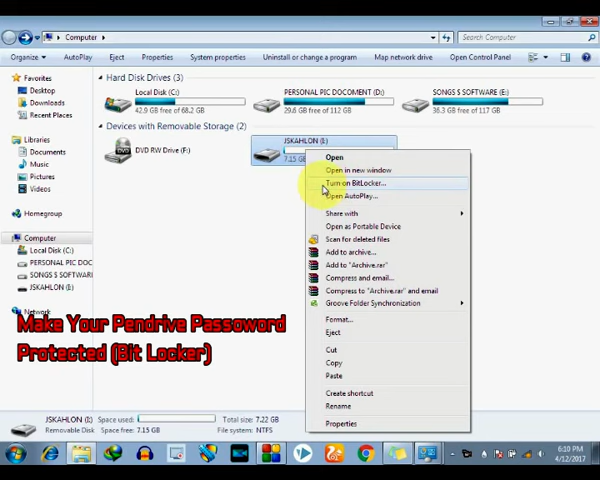 Computer
Search Computer
Organize
AutoPlay
Eject
Properties
System properties
Uninstall or change a program
Map network drive
Open Control Panel
Favorites
Desktop
Downloads
Recent Places
Libraries
Documents
Music
Pictures
Videos
Homegroup
Computer
Local Disk (C:)
PERSONAL PIC DOC
SONGS S SOFTWARE (E
JSKAHLON (I:)
Network
Hard Disk Drives (3)
Local Disk (C:)
42.9 GB free of 68.2 GB
PERSONAL PIC DOCOMENT (D:)
29.8 GB free of 112 GB
SONGS S SOFTWARE (E:)
36.3 GB free of 117 GB
Devices with Removable Storage (2)
DVD RW Drive (F:)
JSKAHLON (I:)
7.15 GB
Open
Open in new window
Turn on BitLocker...
Open AutoPlay...
Share with
Open as Portable Device
Scan for deleted files
Add to archive...
Add to "Archive.rar"
Compress and email...
Compress to "Archive.rar" and email
Groove Folder Synchronization
Format...
Eject
Cut
Copy
Paste
Create shortcut
Rename
Properties
Make Your Pendrive Passoword
Protected (Bit Locker)
JSKAHLON (I:)
Removable Disk
Space used:
Space free: 7.15 GB
Total size: 7.22 GB
File system: NTFS
6:10 PM
4/12/2017